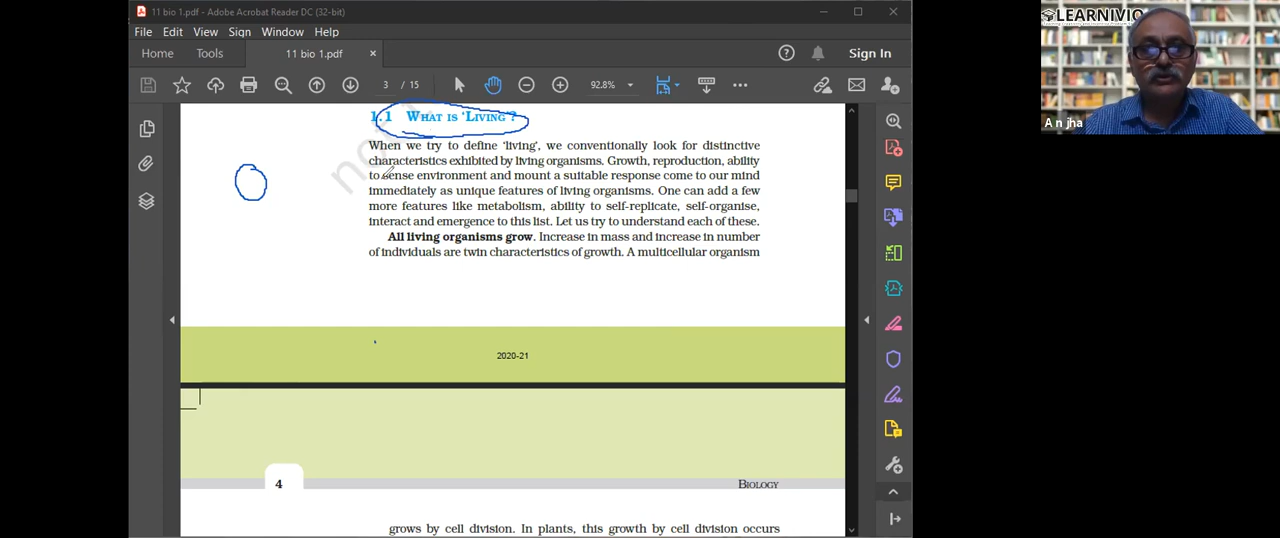 11 bio 1.pdf - Adobe Acrobat Reader DC (32-bit)
File Edit View Sign Window Help
Home Tools 11 bio 1.pdf × Sign In
3 / 15 92.8%
LEARNIVIO
A n jha
1.1 WHAT IS 'LIVING'?
When we try to define 'living', we conventionally look for distinctive
characteristics exhibited by living organisms. Growth, reproduction, ability
to sense environment and mount a suitable response come to our mind
immediately as unique features of living organisms. One can add a few
more features like metabolism, ability to self-replicate, self-organise,
interact and emergence to this list. Let us try to understand each of these.
All living organisms grow. Increase in mass and increase in number
of individuals are twin characteristics of growth. A multicellular organism
2020-21
4 BIOLOGY
grows by cell division. In plants, this growth by cell division occurs